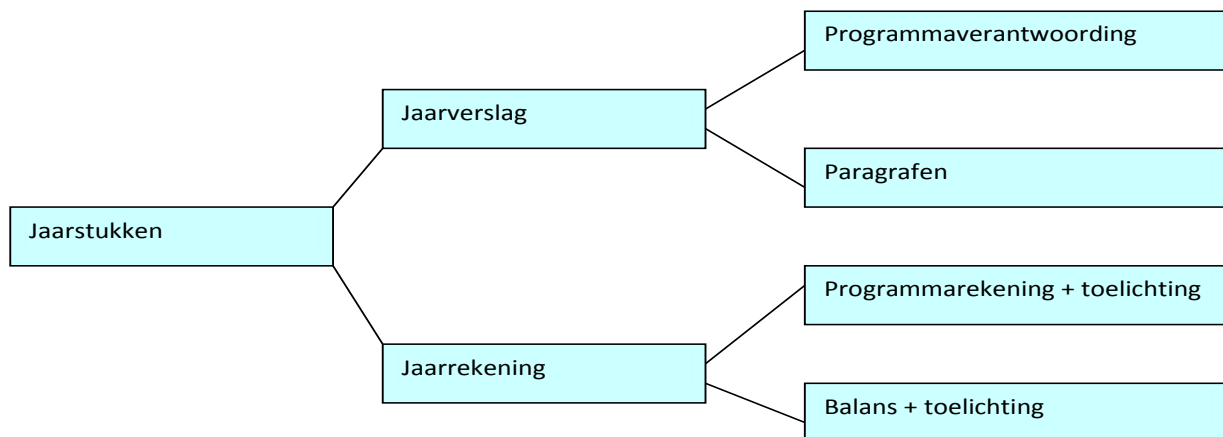 Programmaverantwoording
Jaarverslag
Paragrafen
Jaarstukken
Programmarekening + toelichting
Jaarrekening
Balans + toelichting